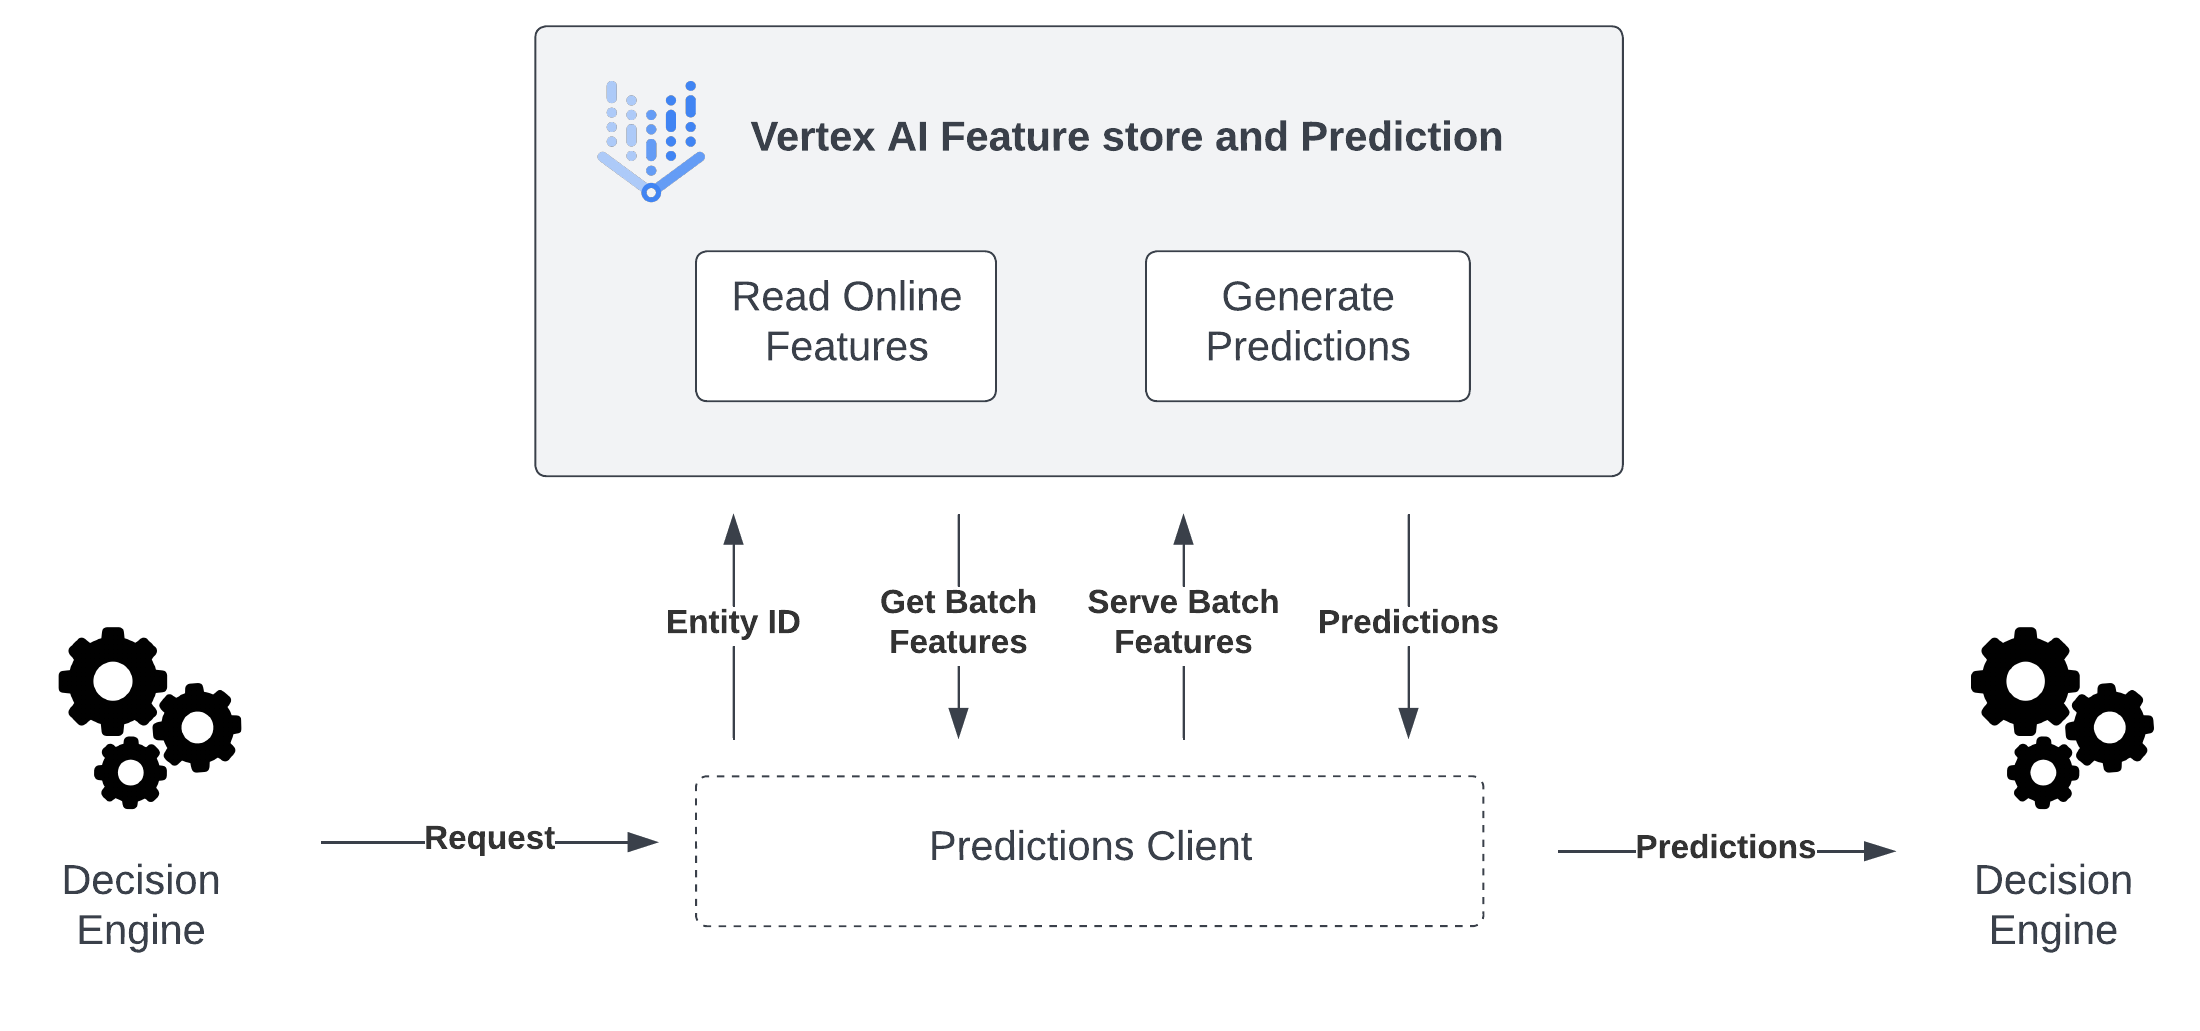 Vertex AI Feature store and Prediction
Read Online
Features
Generate
Predictions
Entity ID
Get Batch
Features
Serve Batch
Features
Predictions
Decision
Engine
Request
Predictions Client
Predictions
Decision
Engine